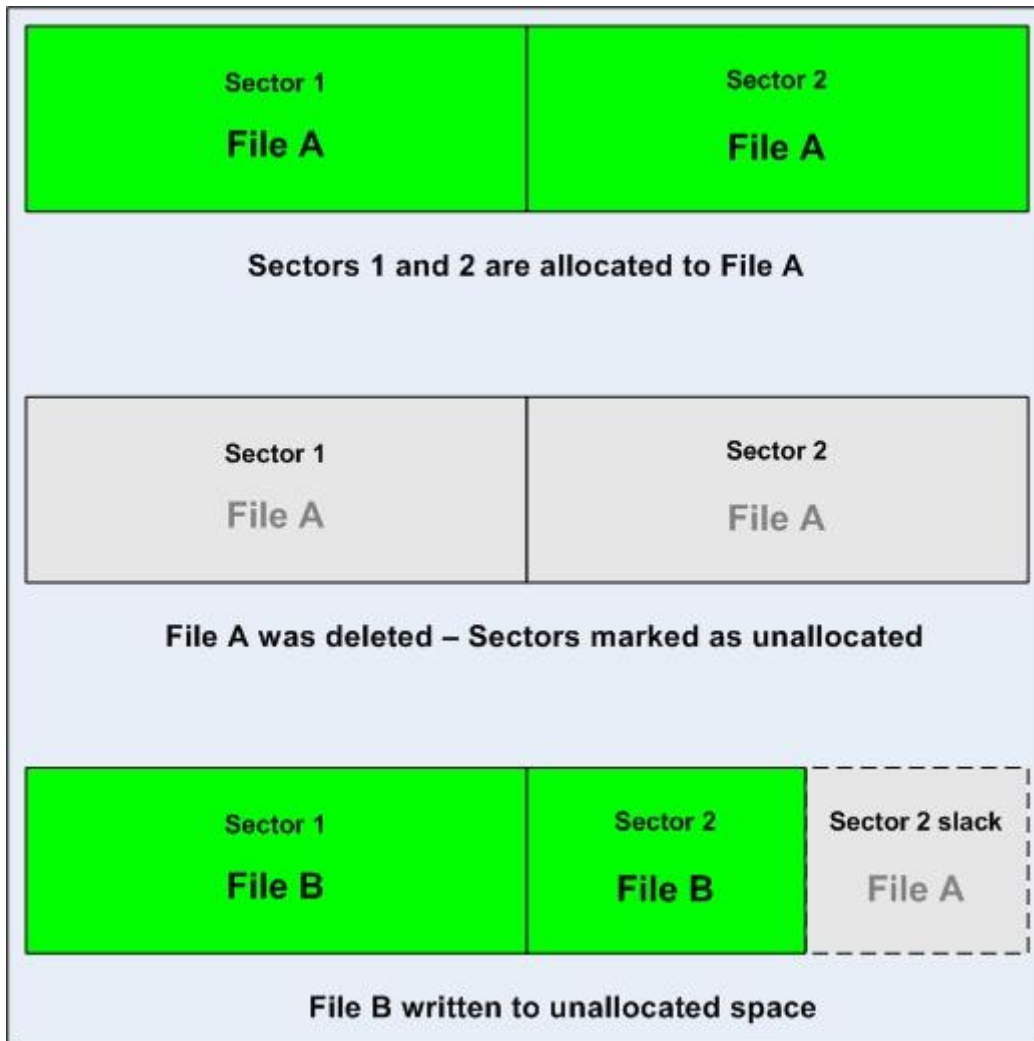 Sector 1 Sector 2
File A File A
Sectors 1 and 2 are allocated to File A
Sector 1 Sector 2
File A File A
File A was deleted – Sectors marked as unallocated
Sector 1 Sector 2 Sector 2 slack
File B File B File A
File B written to unallocated space